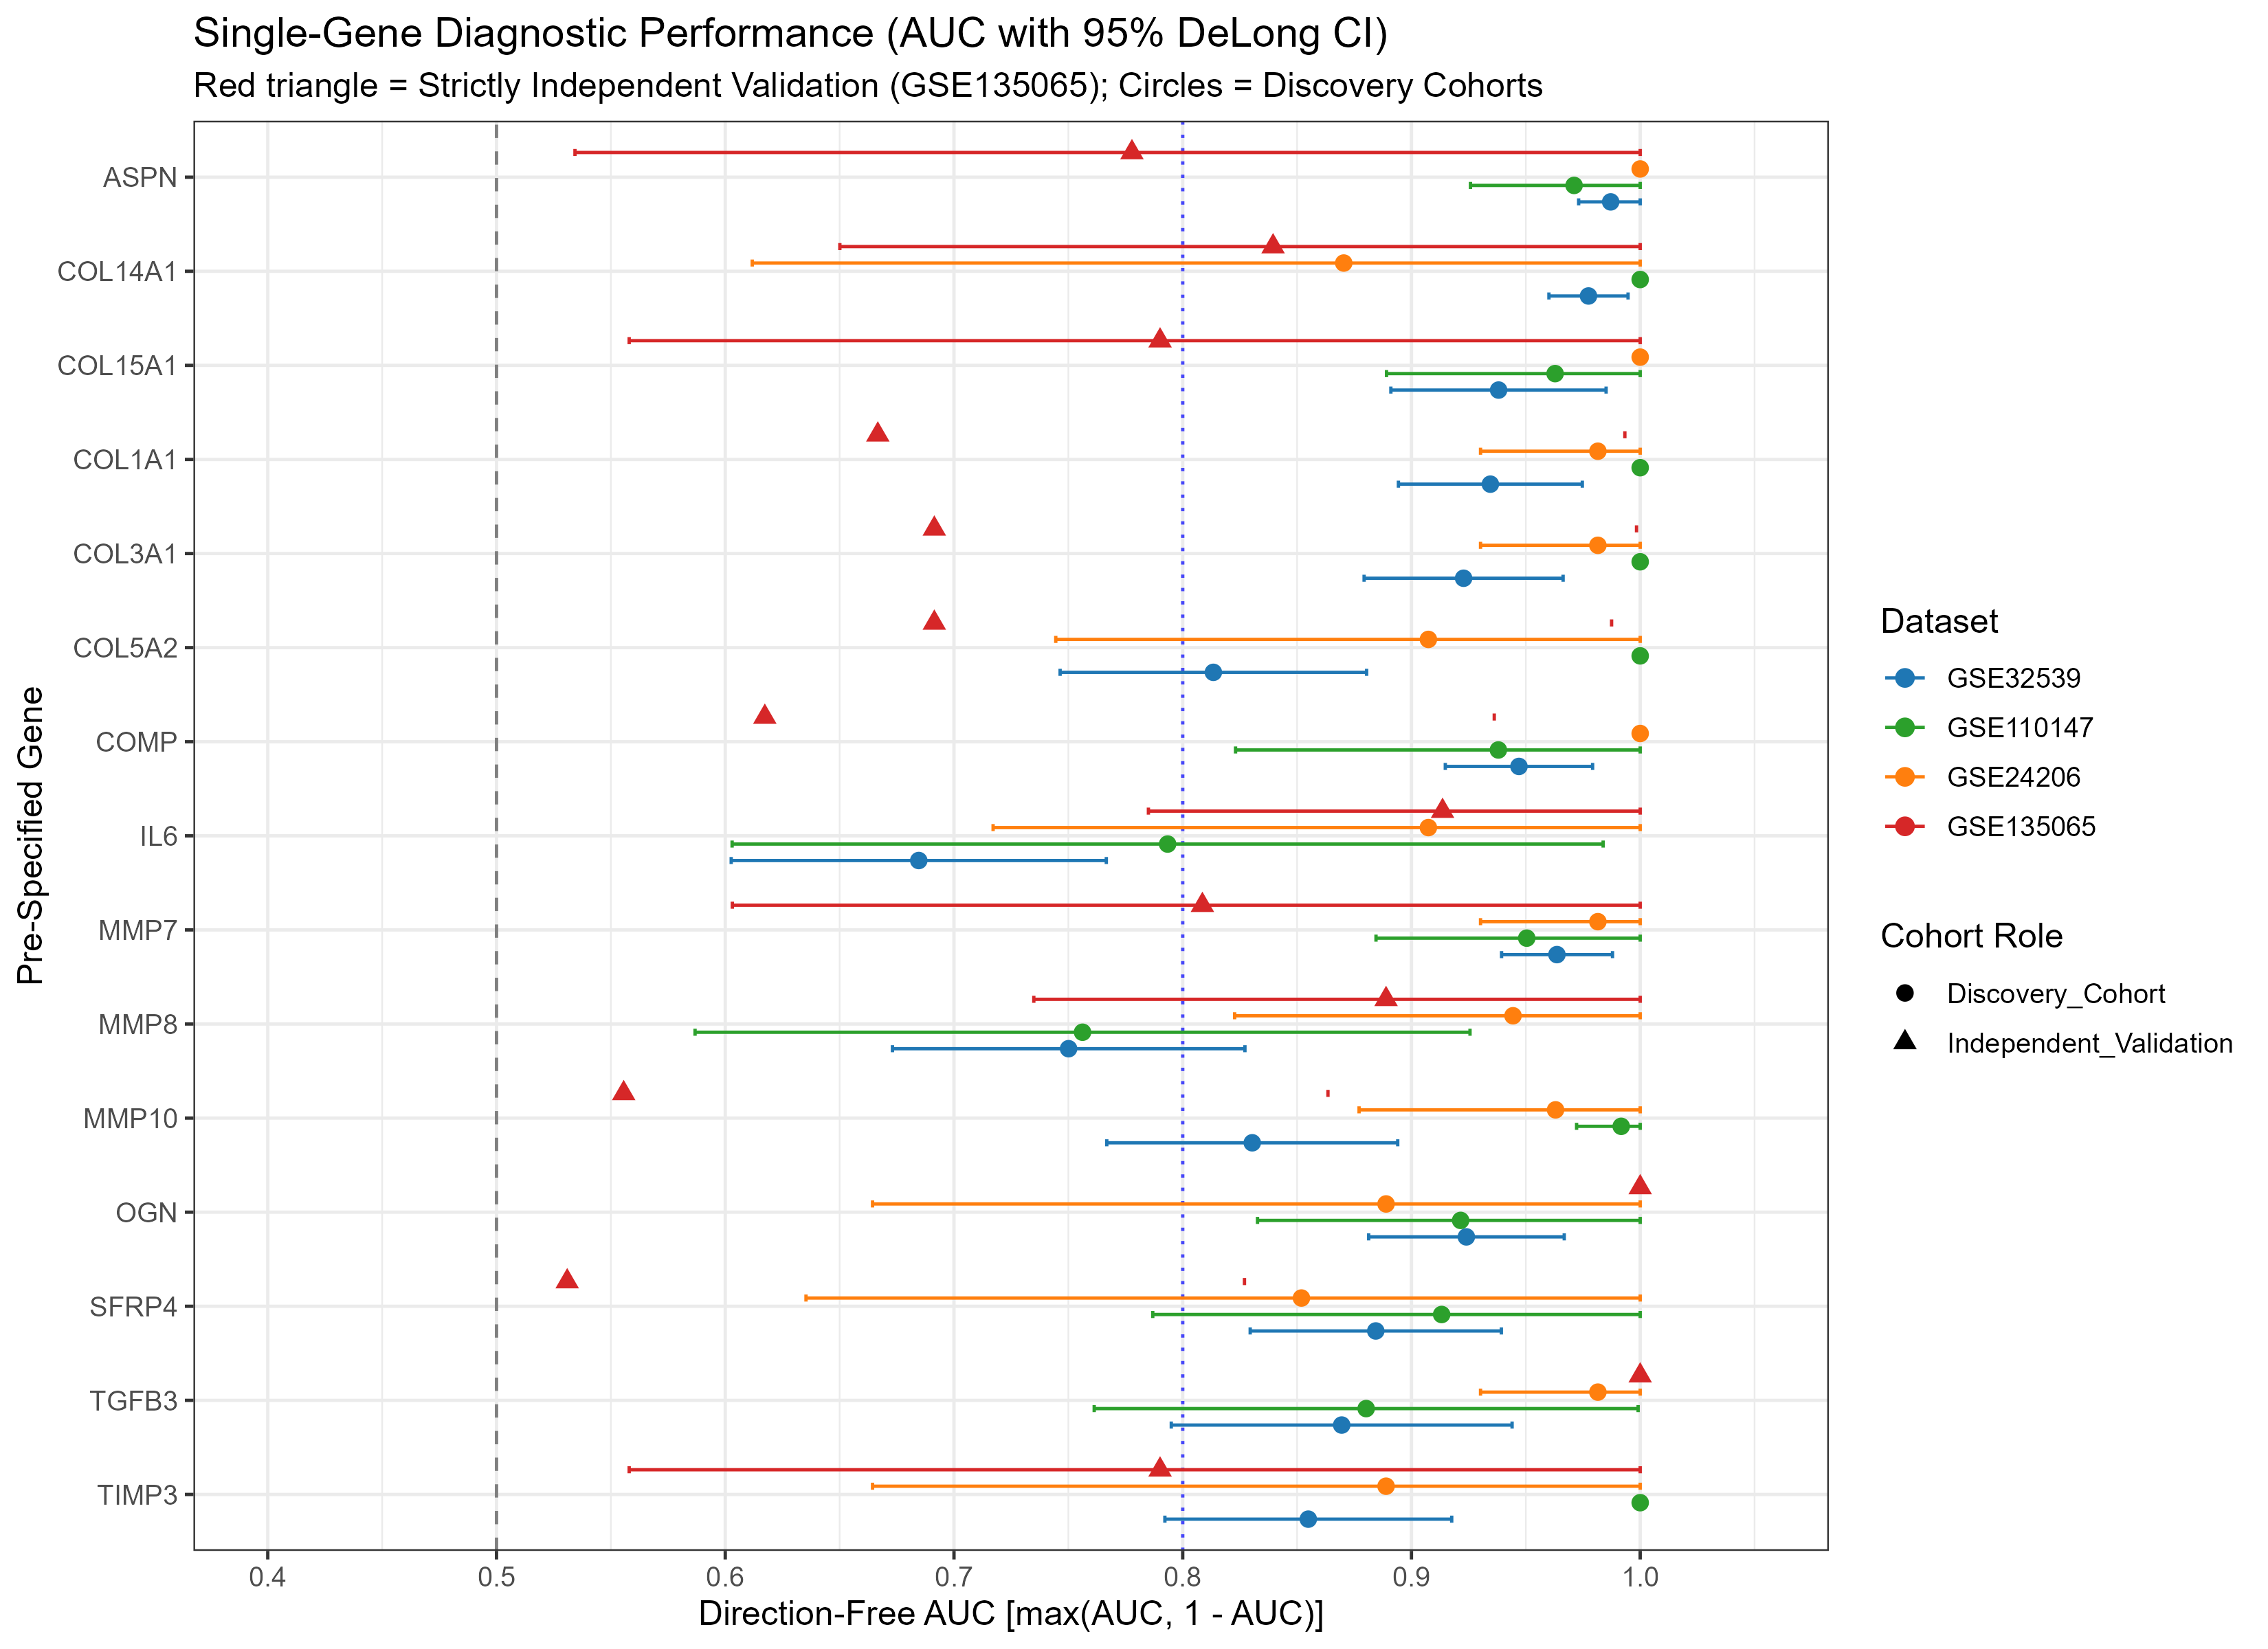 Single-Gene Diagnostic Performance (AUC with 95% DeLong CI)
Red triangle = Strictly Independent Validation (GSE135065); Circles = Discovery Cohorts
Pre-Specified Gene
ASPN
COL14A1
COL15A1
COL1A1
COL3A1
COL5A2
COMP
IL6
MMP7
MMP8
MMP10
OGN
SFRP4
TGFB3
TIMP3
0.4 0.5 0.6 0.7 0.8 0.9 1.0
Direction-Free AUC [max(AUC, 1 - AUC)]
Dataset
GSE32539
GSE110147
GSE24206
GSE135065
Cohort Role
Discovery_Cohort
Independent_Validation